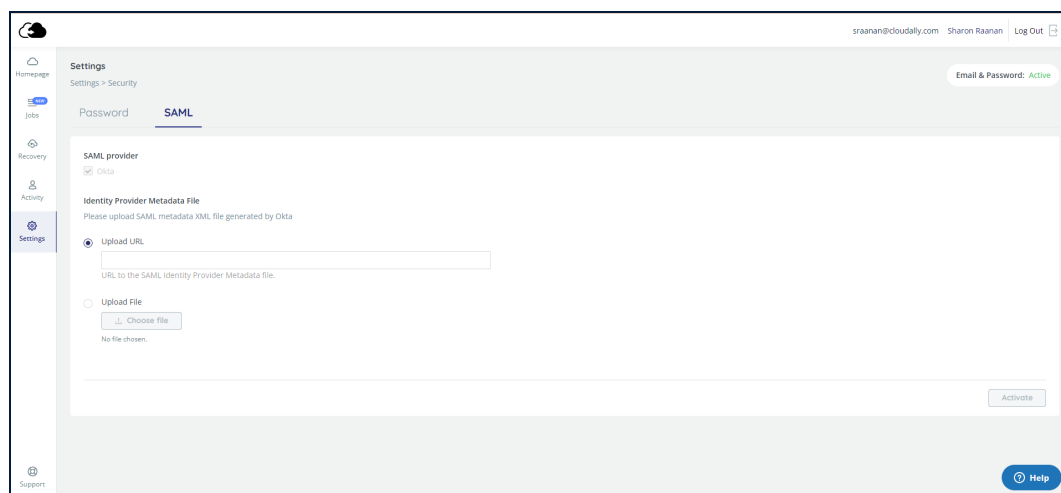 sraanan@cloudally.com Sharon Raanan Log Out
Homepage
NEW
Jobs
Recovery
Activity
Settings
Support
Settings
Settings > Security
Email & Password: Active
Password SAML
SAML provider
Okta
Identity Provider Metadata File
Please upload SAML metadata XML file generated by Okta
Upload URL
URL to the SAML Identity Provider Metadata file.
Upload File
Choose file
No file chosen.
Activate
Help